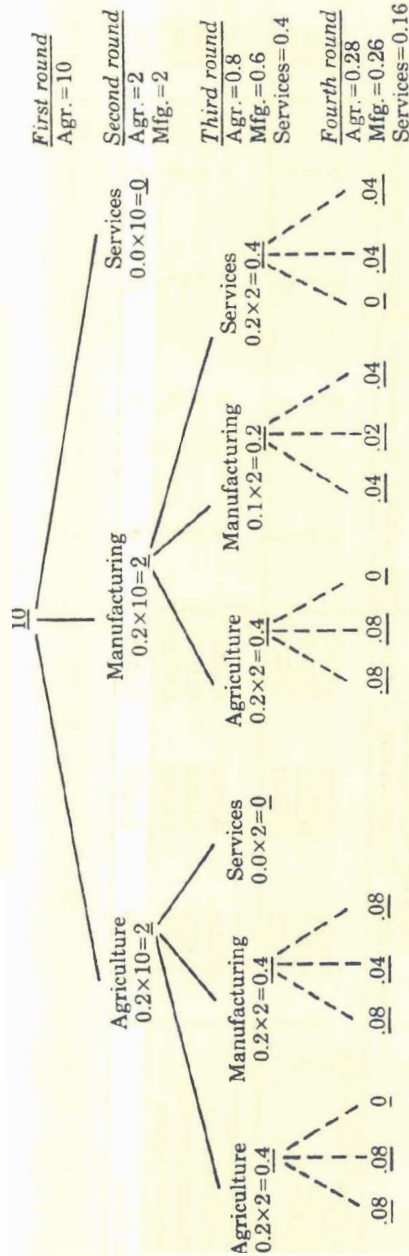 10
First round
Agr.=10
Agriculture
0.2×10=2
Manufacturing
0.2×10=2
Services
0.0×10=0
Second round
Agr.=2
Mfg.=2
Agriculture
0.2×2=0.4
Manufacturing
0.2×2=0.4
Services
0.0×2=0
Agriculture
0.2×2=0.4
Manufacturing
0.1×2=0.2
Services
0.2×2=0.4
Third round
Agr.=0.8
Mfg.=0.6
Services=0.4
.08 .08 0 .08 .04 .08 .08 .08 0 .04 .02 .04 0 .04 .04
Fourth round
Agr.=0.28
Mfg.=0.26
Services=0.16